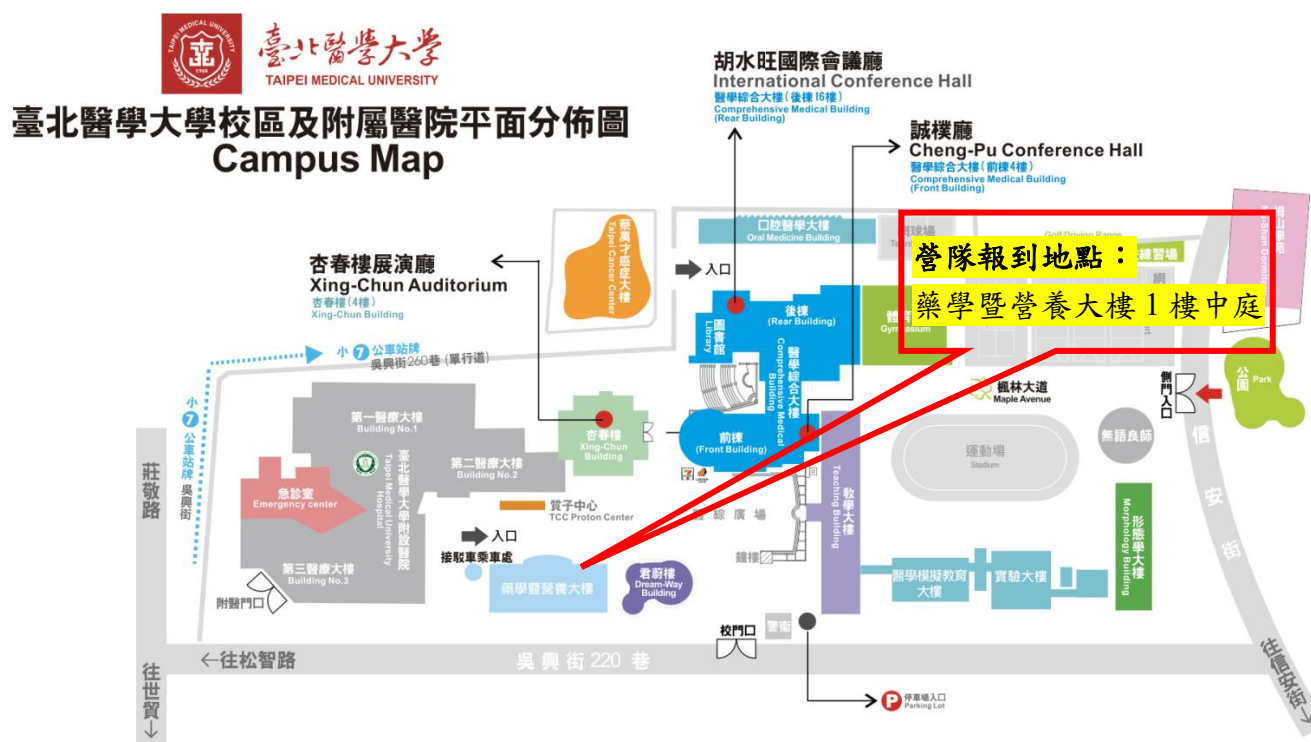 臺北醫學大学
TAIPEI MEDICAL UNIVERSITY
臺北醫學大學校區及附屬醫院平面分佈圖
Campus Map
胡水旺國際會議廳
International Conference Hall
醫學綜合大樓(後棟16樓)
Comprehensive Medical Building
(Rear Building)
誠樸廳
Cheng-Pu Conference Hall
醫學綜合大樓(前棟4樓)
Comprehensive Medical Building
(Front Building)
杏春樓展演廳
Xing-Chun Auditorium
杏春樓(4樓)
Xing-Chun Building
蔡萬才癌症大樓
Taipei Cancer Center
入口
口腔醫學大樓
Oral Medicine Building
網球場
Golf Driving Range
練習場
網
營隊報到地點：
藥學暨營養大樓1樓中庭
小7公車站牌
吳興街260巷(單行道)
小7公車站牌 吳興街
圖書館
Library
後棟
(Rear Building)
醫學綜合大樓
Comprehensive Medical Building
前棟
(Front Building)
Gymnasium
楓林大道
Maple Avenue
側門入口
公園
Park
運動場
Stadium
無語良師
第一醫療大樓
Building No.1
第二醫療大樓
Building No.2
臺北醫學大學附設醫院
Taipei Medical University Hospital
急診室
Emergency center
第三醫療大樓
Building No.3
附醫門口
杏春樓
Xing-Chun Building
質子中心
TCC Proton Center
入口
接駁車乘車處
藥學暨營養大樓
君蔚樓
Dream-Way Building
7-ELEVEN
綜廣場
鐘樓
教學大樓
Teaching Building
醫學模擬教育大樓
實驗大樓
形態學大樓
Morphology Building
校門口
警衛
莊敬路
往世貿↓
←往松智路
吳興街220巷
信安街
往信安街↓
P 停車場入口
Parking Lot